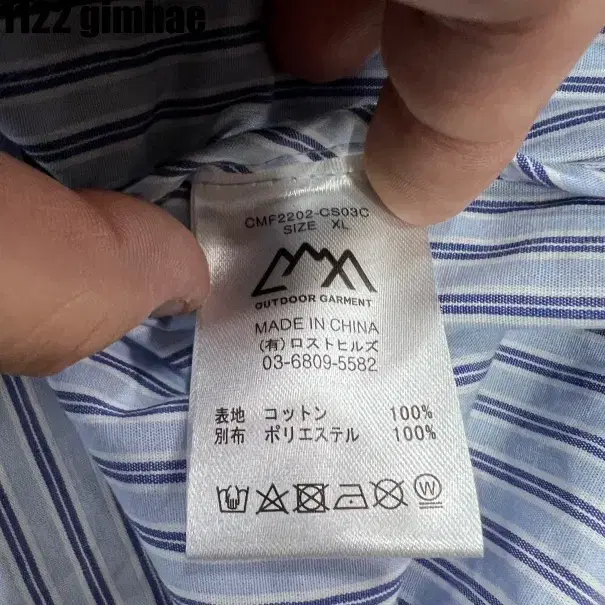 1122 gimhae
CMF2202-CS03C
SIZE XL
OUTDOOR GARMENT
MADE IN CHINA
(有)ロストヒルズ
03-6809-5582
表地 コットン 100%
別布 ポリエステル 100%
W